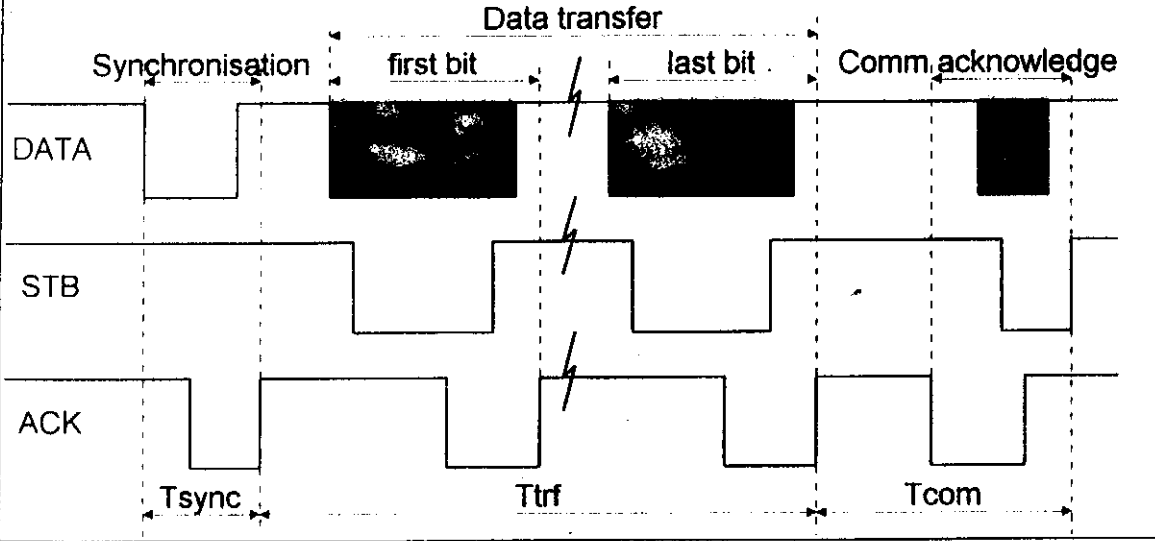 Data transfer
Synchronisation first bit last bit Comm.acknowledge
DATA
STB
ACK
Tsync Ttrf Tcom